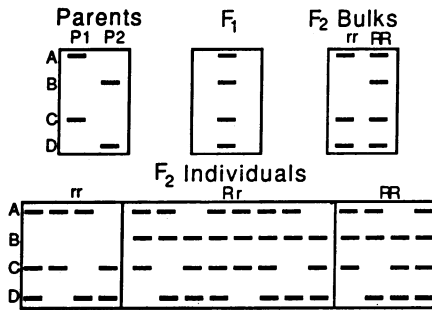 Parents F₁ F₂ Bulks
P1 P2 rr RR
A
B
C
D
F₂ Individuals
rr Rr RR
A
B
C
D